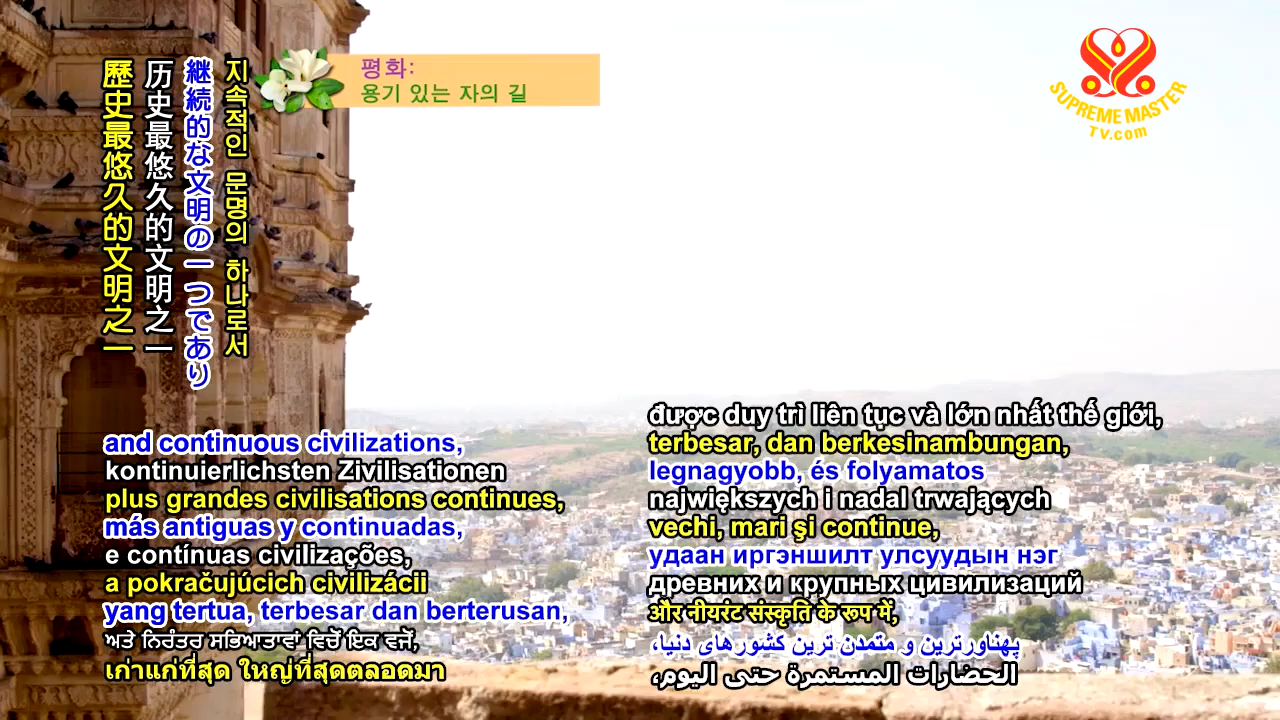 평화:
용기 있는 자의 길
SUPREME MASTER
TV.com
지속적인 문명의 하나로서
継続的な文明の一つであり
历史最悠久的文明之一
歷史最悠久的文明之一
and continuous civilizations,
kontinuierlichsten Zivilisationen
plus grandes civilisations continues,
más antiguas y continuadas,
e contínuas civilizações,
a pokračujúcich civilizácii
yang tertua, terbesar dan berterusan,
ਅਤੇ ਨਿਰੰਤਰ ਸਭਿਆਤਾਵਾਂ ਵਿਚੋਂ ਇਕ ਵਜੋਂ,
เก่าแก่ที่สุด ใหญ่ที่สุดตลอดมา
được duy trì liên tục và lớn nhất thế giới,
terbesar, dan berkesinambungan,
legnagyobb, és folyamatos
największych i nadal trwających
vechi, mari şi continue,
удаан иргэншилт улсуудын нэг
древних и крупных цивилизаций
और नीयरंट संस्कृति के रूप में,
پهناورترین و متمدن ترین کشورهای دنیا،
الحضارات المستمرة حتى اليوم،